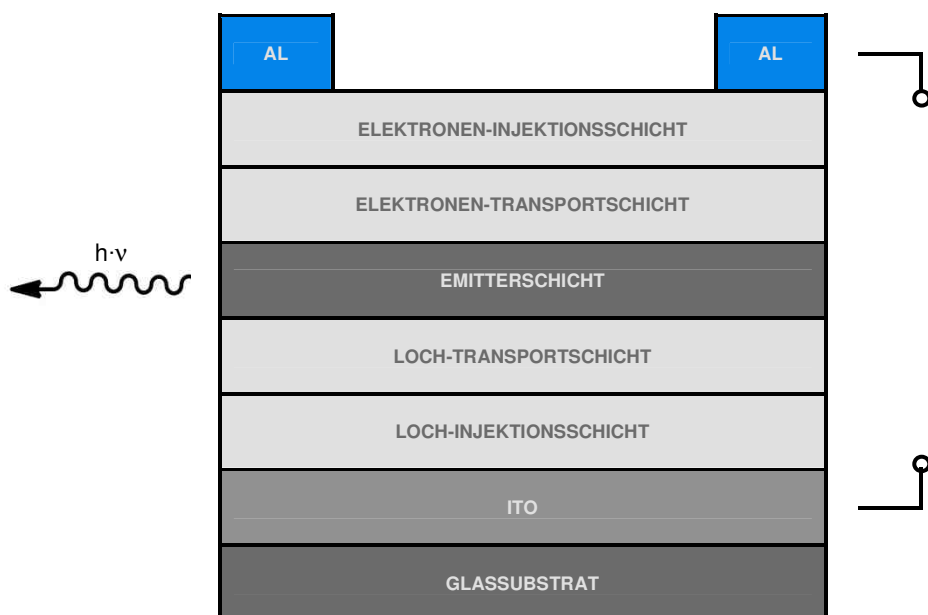 AL
AL
ELEKTRONEN-INJEKTIONSSCHICHT
ELEKTRONEN-TRANSPORTSCHICHT
h·ν
EMITTERSCHICHT
LOCH-TRANSPORTSCHICHT
LOCH-INJEKTIONSSCHICHT
ITO
GLASSUBSTRAT